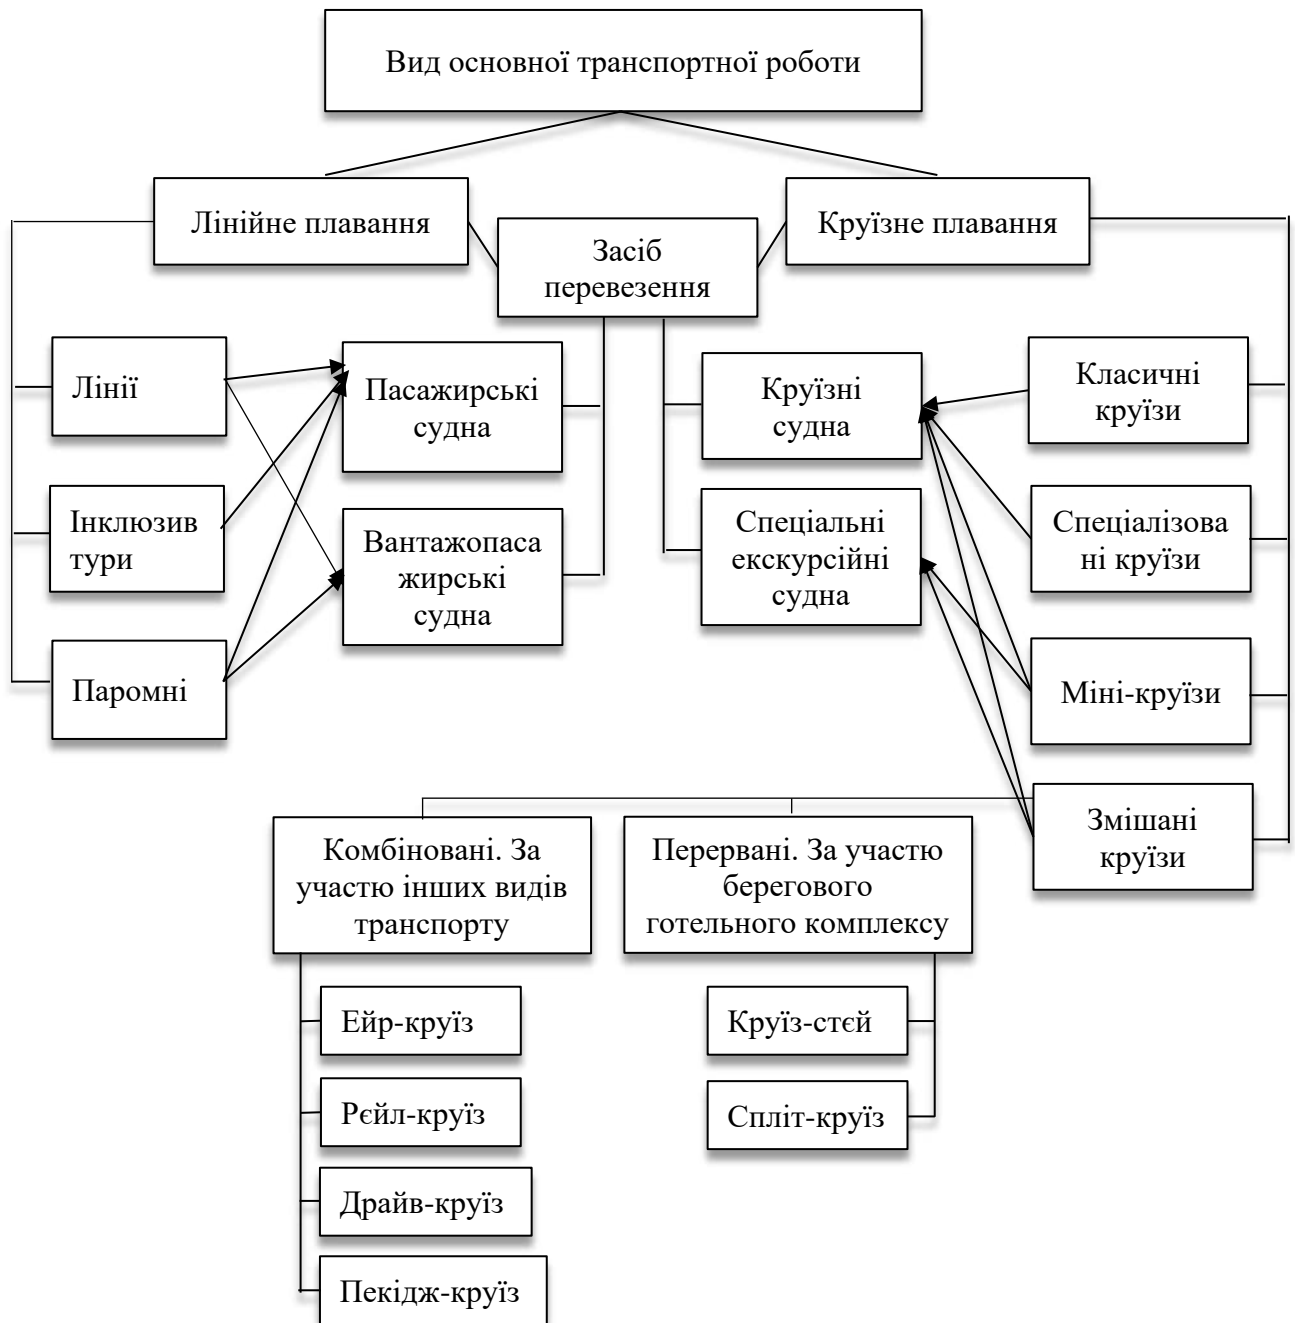 Вид основної транспортної роботи
Лінійне плавання
Круїзне плавання
Засіб
перевезення
Лінії
Пасажирські
судна
Круїзні
судна
Класичні
круїзи
Інклюзив
тури
Вантажопаса
жирські
судна
Спеціальні
екскурсійні
судна
Спеціалізова
ні круїзи
Паромні
Міні-круїзи
Змішані
круїзи
Комбіновані. За
участю інших видів
транспорту
Перервані. За участю
берегового
готельного комплексу
Ейр-круїз
Рєйл-круїз
Драйв-круїз
Пекідж-круїз
Круїз-стєй
Спліт-круїз